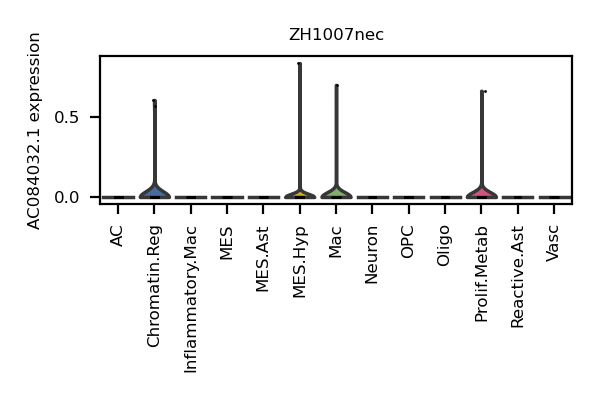 ZH1007nec
AC084032.1 expression
0.5
0.0
AC
Chromatin.Reg
Inflammatory.Mac
MES
MES.Ast
MES.Hyp
Mac
Neuron
OPC
Oligo
Prolif.Metab
Reactive.Ast
Vasc